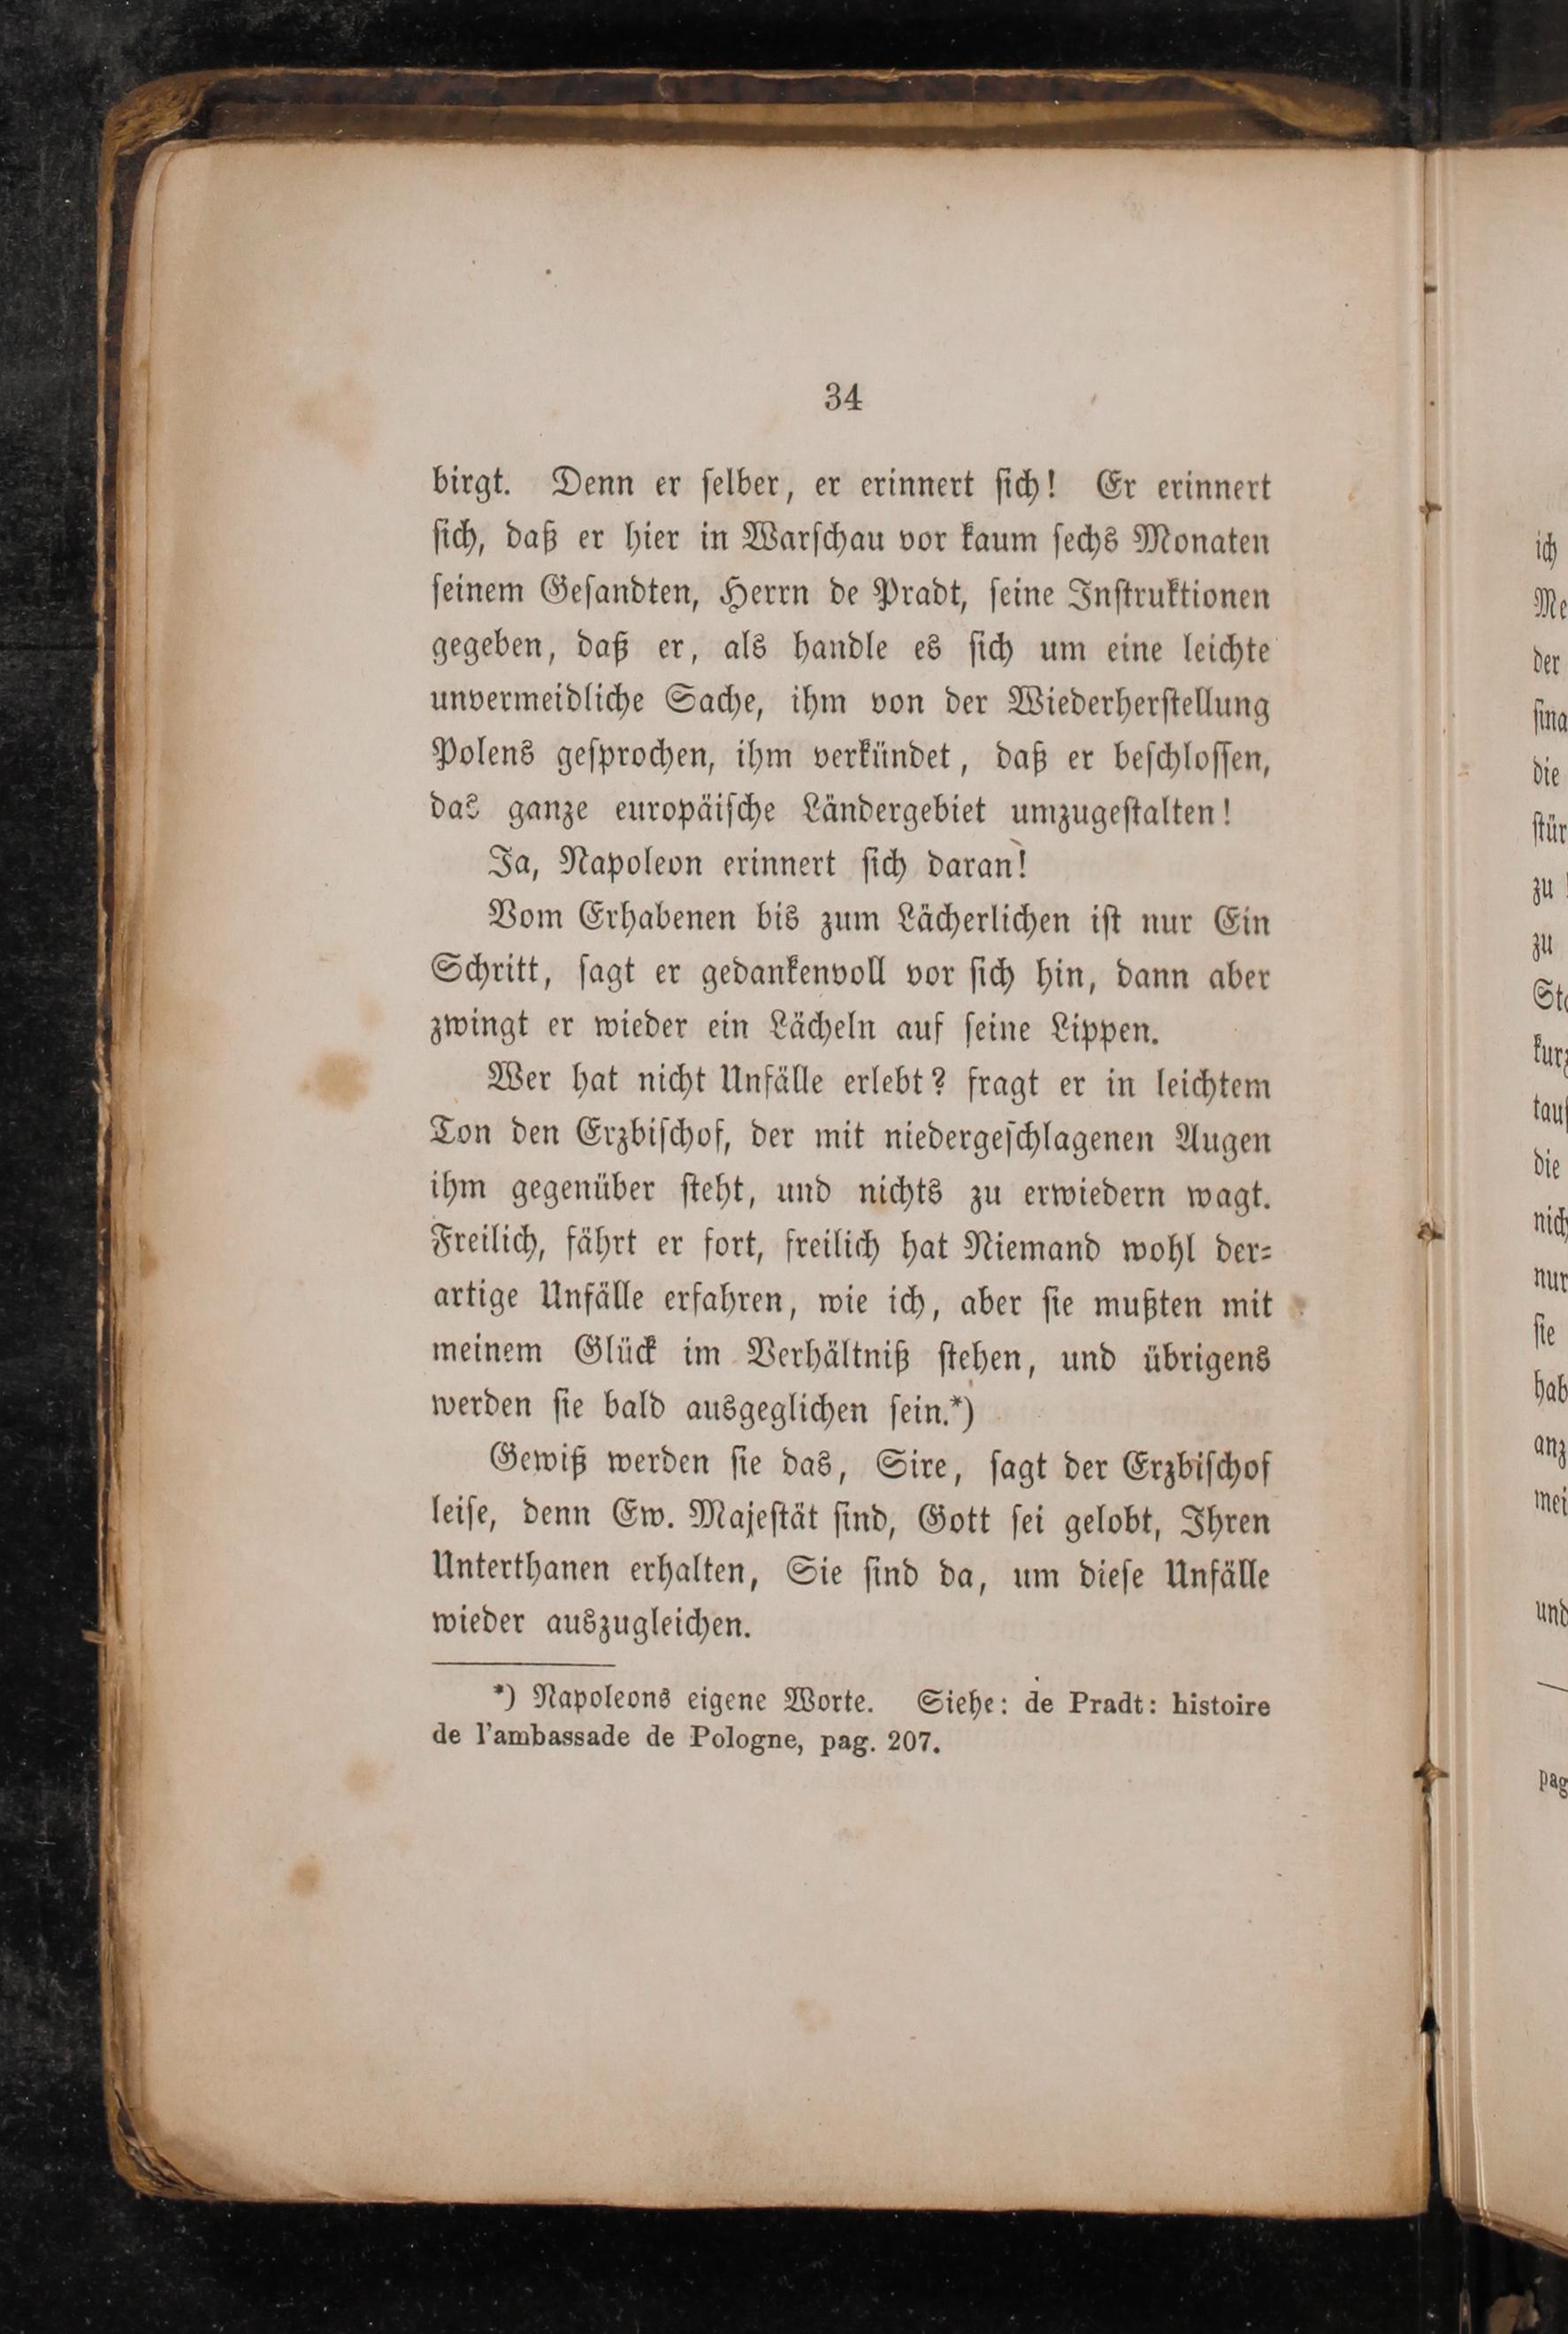 34
birgt. Denn er ſelber, er erinnert ſich! Er erinnert
ſich, daß er hier in Warſchau vor kaum ſechs Monaten
ſeinem Geſandten, Herrn de Pradt, ſeine Inſtruktionen
gegeben, daß er, als handle es ſich um eine leichte
unvermeidliche Sache, ihm von der Wiederherſtellung
Polens geſprochen, ihm verkündet, daß er beſchloſſen,
das ganze europäiſche Ländergebiet umzugeſtalten!
Ja, Napoleon erinnert ſich daran!
Vom Erhabenen bis zum Lächerlichen iſt nur Ein
Schritt, ſagt er gedankenvoll vor ſich hin, dann aber
zwingt er wieder ein Lächeln auf ſeine Lippen.
Wer hat nicht Unfälle erlebt? fragt er in leichtem
Ton den Erzbiſchof, der mit niedergeſchlagenen Augen
ihm gegenüber ſteht, und nichts zu erwiedern wagt.
Freilich, fährt er fort, freilich hat Niemand wohl der-
artige Unfälle erfahren, wie ich, aber ſie mußten mit
meinem Glück im Verhältniß ſtehen, und übrigens
werden ſie bald ausgeglichen ſein.*)
Gewiß werden ſie das, Sire, ſagt der Erzbiſchof
leiſe, denn Ew. Majeſtät ſind, Gott ſei gelobt, Ihren
Unterthanen erhalten, Sie ſind da, um dieſe Unfälle
wieder auszugleichen.
*) Napoleons eigene Worte. Siehe: de Pradt: histoire
de l'ambassade de Pologne, pag. 207.
ich
der
die
zu
zu
die
ſie
und